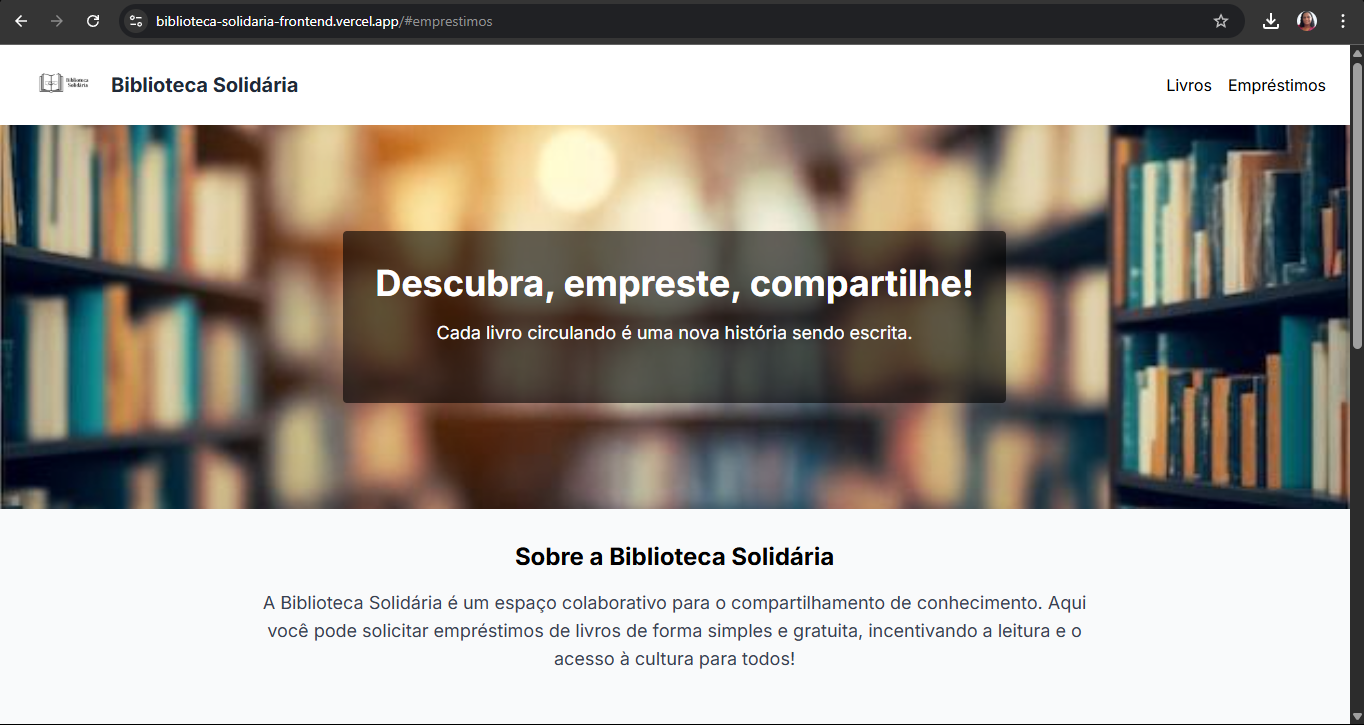 biblioteca-solidaria-frontend.vercel.app/#emprestimos
Biblioteca
Solidária
Biblioteca Solidária
Livros
Empréstimos
Descubra, empreste, compartilhe!
Cada livro circulando é uma nova história sendo escrita.
Sobre a Biblioteca Solidária
A Biblioteca Solidária é um espaço colaborativo para o compartilhamento de conhecimento. Aqui
você pode solicitar empréstimos de livros de forma simples e gratuita, incentivando a leitura e o
acesso à cultura para todos!